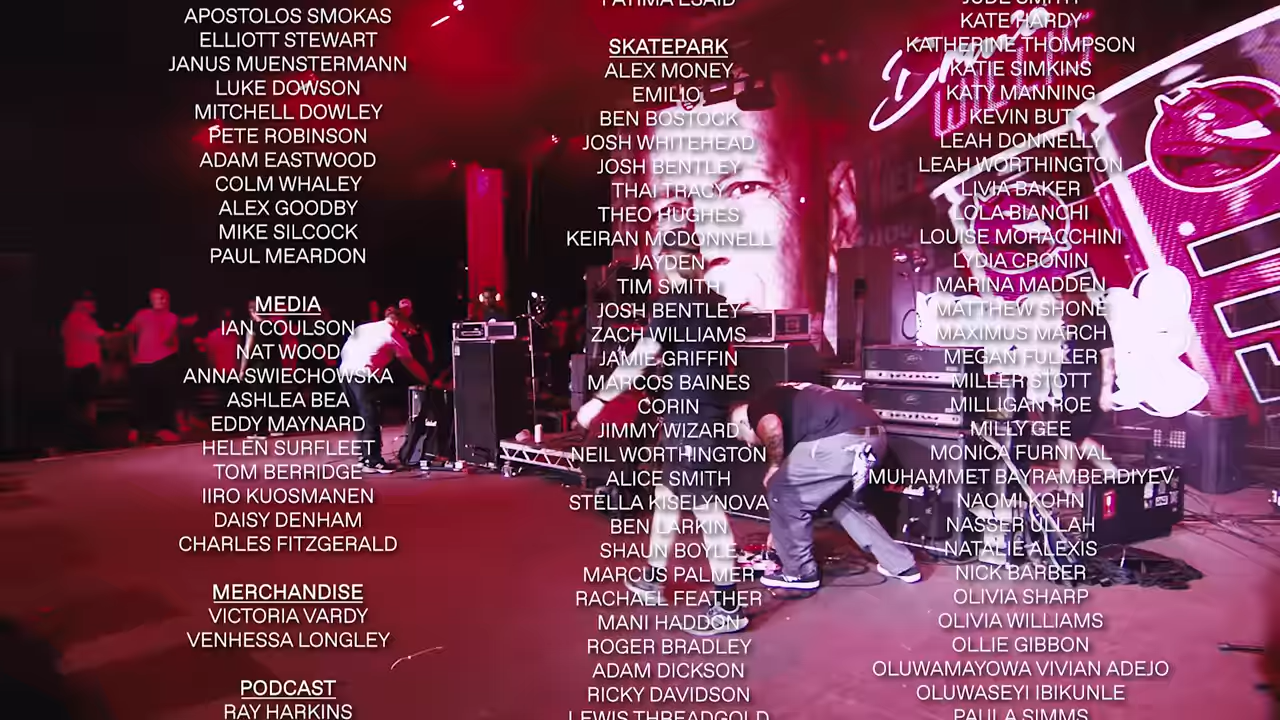 APOSTOLOS SMOKAS
ELLIOTT STEWART
JANUS MUENSTERMANN
LUKE DOWSON
MITCHELL DOWLEY
PETE ROBINSON
ADAM EASTWOOD
COLM WHALEY
ALEX GOODBY
MIKE SILCOCK
PAUL MEARDON
MEDIA
IAN COULSON
NAT WOOD
ANNA SWIECHOWSKA
ASHLEA BEA
EDDY MAYNARD
HELEN SURFLEET
TOM BERRIDGE
IIRO KUOSMANEN
DAISY DENHAM
CHARLES FITZGERALD
MERCHANDISE
VICTORIA VARDY
VENHESSA LONGLEY
PODCAST
RAY HARKINS
FATIMA ESAID
SKATEPARK
ALEX MONEY
EMILIO
BEN BOSTOCK
JOSH WHITEHEAD
JOSH BENTLEY
THAI TRACY
THEO HUGHES
KEIRAN MCDONNELL
JAYDEN
TIM SMITH
JOSH BENTLEY
ZACH WILLIAMS
JAMIE GRIFFIN
MARCOS BAINES
CORIN
JIMMY WIZARD
NEIL WORTHINGTON
ALICE SMITH
STELLA KISELYNOVA
BEN LARKIN
SHAUN BOYLE
MARCUS PALMER
RACHAEL FEATHER
MANI HADDON
ROGER BRADLEY
ADAM DICKSON
RICKY DAVIDSON
LEWIS THREADGOLD
JUDE SMITH
KATE HARDY
KATHERINE THOMPSON
KATIE SIMKINS
KATY MANNING
KEVIN BUTT
LEAH DONNELLY
LEAH WORTHINGTON
LIVIA BAKER
LOLA BIANCHI
LOUISE MORACCHINI
LYDIA CRONIN
MARINA MADDEN
MATTHEW SHONE
MAXIMUS MARCH
MEGAN FULLER
MILLER STOTT
MILLIGAN ROE
MILLY GEE
MONICA FURNIVAL
MUHAMMET BAYRAMBERDIYEV
NAOMI KOHN
NASSER ULLAH
NATALIE ALEXIS
NICK BARBER
OLIVIA SHARP
OLIVIA WILLIAMS
OLLIE GIBBON
OLUWAMAYOWA VIVIAN ADEJO
OLUWASEYI IBIKUNLE
PAULA SIMMS